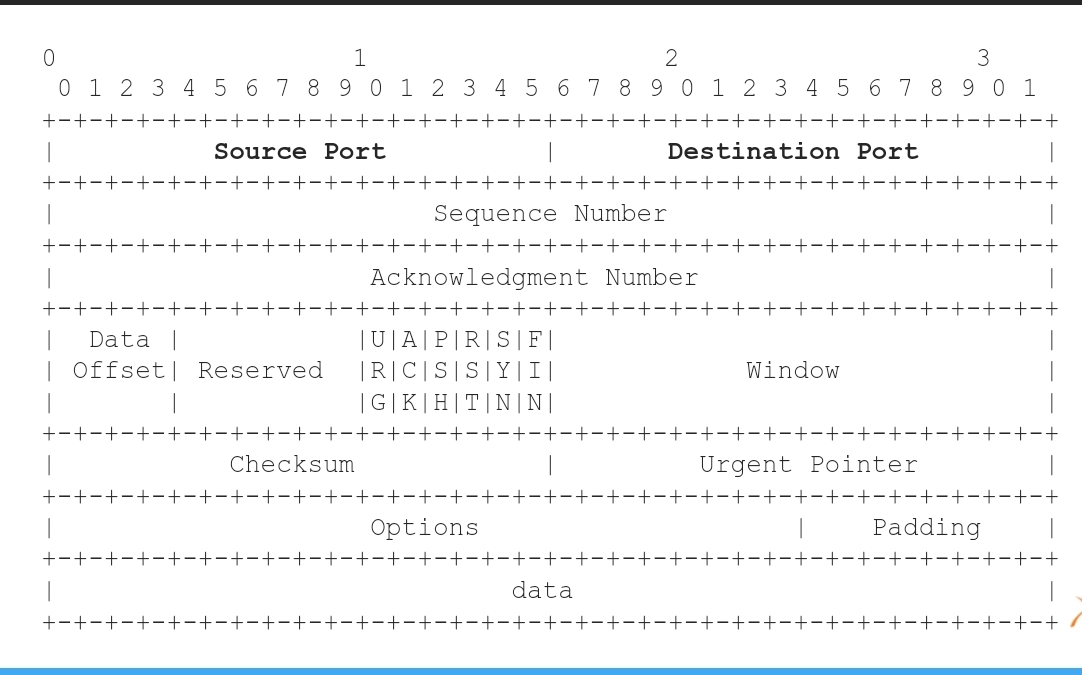 0                   1                   2                   3
 0 1 2 3 4 5 6 7 8 9 0 1 2 3 4 5 6 7 8 9 0 1 2 3 4 5 6 7 8 9 0 1
+-+-+-+-+-+-+-+-+-+-+-+-+-+-+-+-+-+-+-+-+-+-+-+-+-+-+-+-+-+-+-+-+
|          Source Port          |       Destination Port        |
+-+-+-+-+-+-+-+-+-+-+-+-+-+-+-+-+-+-+-+-+-+-+-+-+-+-+-+-+-+-+-+-+
|                        Sequence Number                        |
+-+-+-+-+-+-+-+-+-+-+-+-+-+-+-+-+-+-+-+-+-+-+-+-+-+-+-+-+-+-+-+-+
|                    Acknowledgment Number                      |
+-+-+-+-+-+-+-+-+-+-+-+-+-+-+-+-+-+-+-+-+-+-+-+-+-+-+-+-+-+-+-+-+
|  Data |           |U|A|P|R|S|F|                               |
| Offset| Reserved  |R|C|S|S|Y|I|            Window             |
|       |           |G|K|H|T|N|N|                               |
+-+-+-+-+-+-+-+-+-+-+-+-+-+-+-+-+-+-+-+-+-+-+-+-+-+-+-+-+-+-+-+-+
|           Checksum            |         Urgent Pointer        |
+-+-+-+-+-+-+-+-+-+-+-+-+-+-+-+-+-+-+-+-+-+-+-+-+-+-+-+-+-+-+-+-+
|                    Options                    |    Padding    |
+-+-+-+-+-+-+-+-+-+-+-+-+-+-+-+-+-+-+-+-+-+-+-+-+-+-+-+-+-+-+-+-+
|                             data                              |
+-+-+-+-+-+-+-+-+-+-+-+-+-+-+-+-+-+-+-+-+-+-+-+-+-+-+-+-+-+-+-+-+